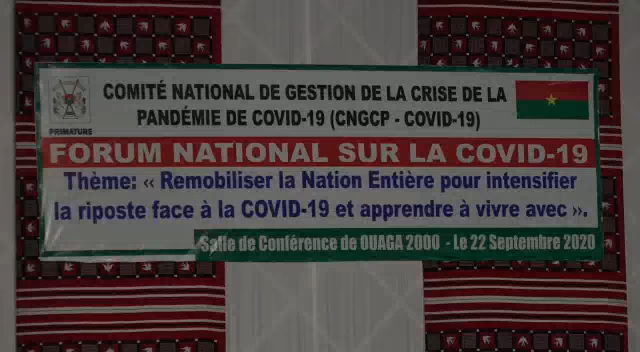 COMITÉ NATIONAL DE GESTION DE LA CRISE DE LA
PANDÉMIE DE COVID-19 (CNGCP - COVID-19)
PRIMATURE
FORUM NATIONAL SUR LA COVID-19
Thème: « Remobiliser la Nation Entière pour intensifier
la riposte face à la COVID-19 et apprendre à vivre avec ».
Salle de Conférence de OUAGA 2000 - Le 22 Septembre 2020